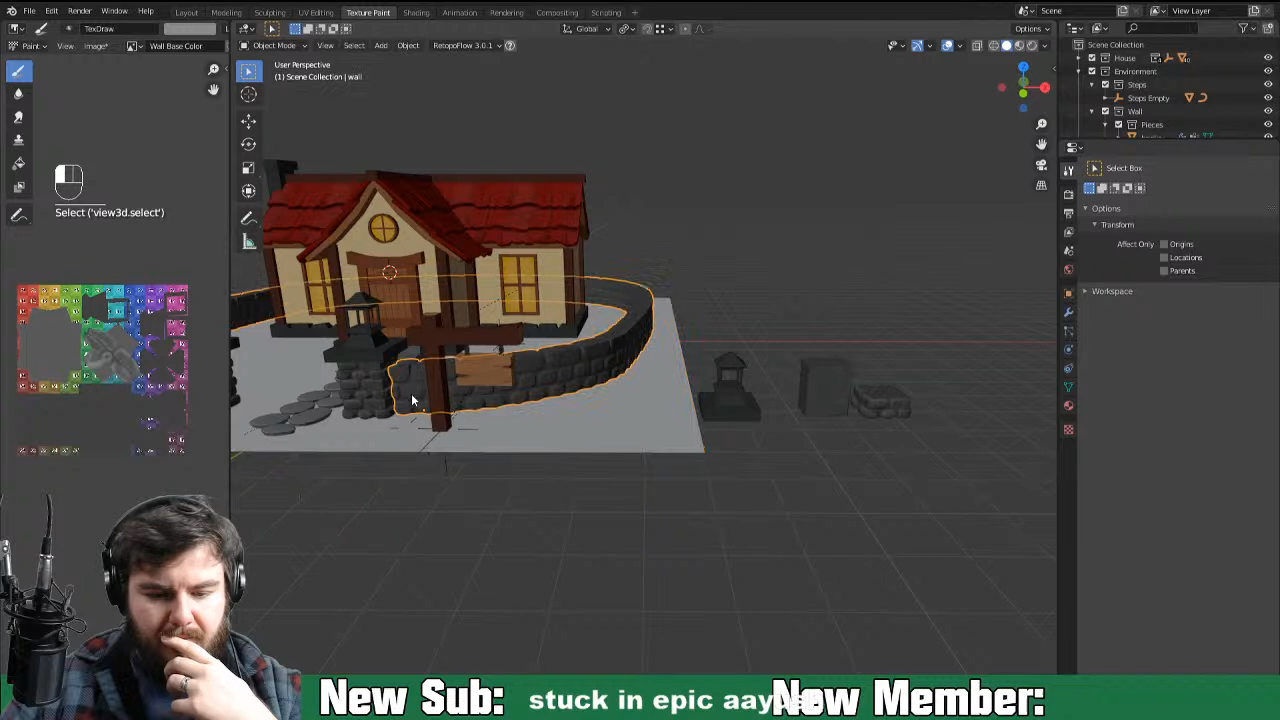 File Edit Render Window Help Layout Modeling Sculpting UV Editing Texture Paint Shading Animation Rendering Compositing Scripting + Scene View Layer
TexDraw Global Options
Paint View Image* Wall Base Color Object Mode View Select Add Object RetopoFlow 3.0.1
User Perspective
(1) Scene Collection | wall
Select ('view3d.select')
Scene Collection
House
Environment
Steps
Steps Empty
Wall
Pieces
Select Box
Options
Transform
Affect Only Origins
Locations
Parents
Workspace
New Sub: stuck in epic New Member: